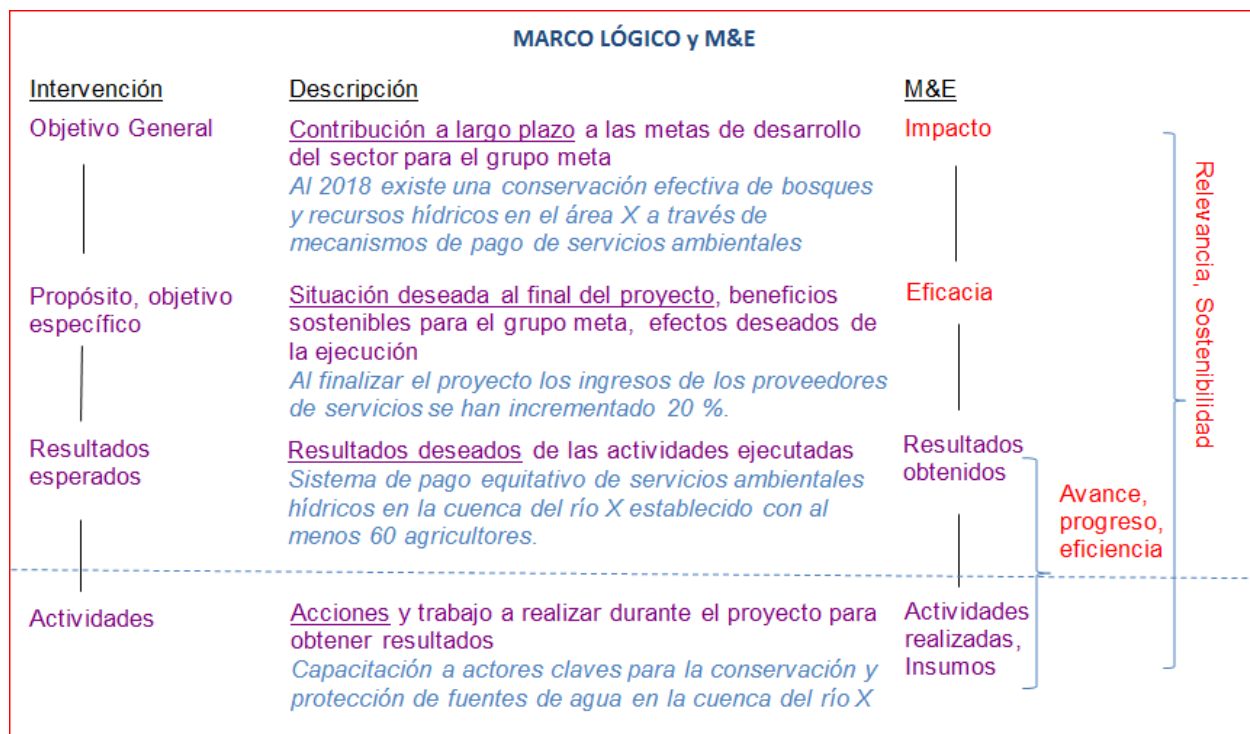 MARCO LÓGICO y M&E
Intervención
Descripción
M&E
Objetivo General
Contribución a largo plazo a las metas de desarrollo
del sector para el grupo meta
Al 2018 existe una conservación efectiva de bosques
y recursos hídricos en el área X a través de
mecanismos de pago de servicios ambientales
Impacto
Propósito, objetivo
específico
Situación deseada al final del proyecto, beneficios
sostenibles para el grupo meta, efectos deseados de
la ejecución
Al finalizar el proyecto los ingresos de los proveedores
de servicios se han incrementado 20 %.
Eficacia
Resultados
esperados
Resultados deseados de las actividades ejecutadas
Sistema de pago equitativo de servicios ambientales
hídricos en la cuenca del río X establecido con al
menos 60 agricultores.
Resultados
obtenidos
Actividades
Acciones y trabajo a realizar durante el proyecto para
obtener resultados
Capacitación a actores claves para la conservación y
protección de fuentes de agua en la cuenca del río X
Actividades
realizadas,
Insumos
Avance,
progreso,
eficiencia
Relevancia, Sostenibilidad